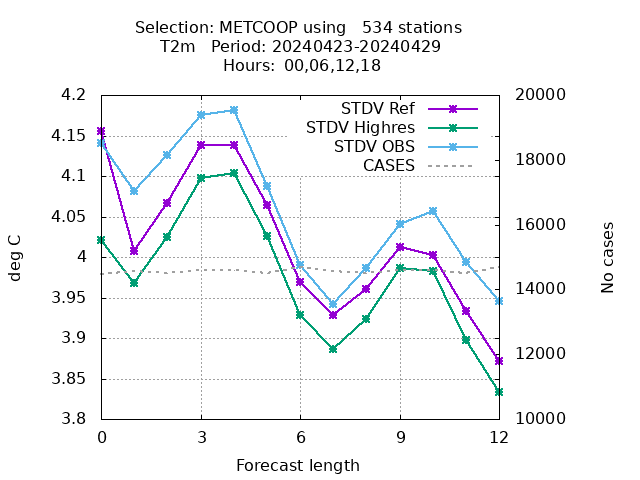 Selection: METCOOP using   534 stations
T2m   Period: 20240423-20240429
Hours: 00,06,12,18
4.2
4.15
4.1
4.05
4
3.95
3.9
3.85
3.8
deg C
STDV Ref
STDV Highres
STDV OBS
CASES
20000
18000
16000
14000
12000
10000
No cases
0 3 6 9 12
Forecast length